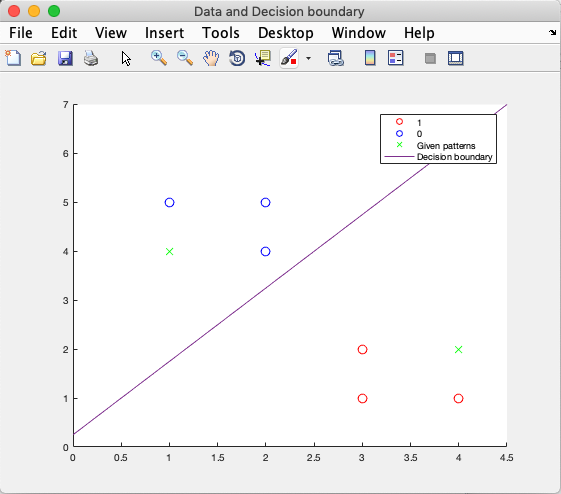 Data and Decision boundary
File Edit View Insert Tools Desktop Window Help
7
6
5
4
3
2
1
0
0 0.5 1 1.5 2 2.5 3 3.5 4 4.5
1
0
Given patterns
Decision boundary